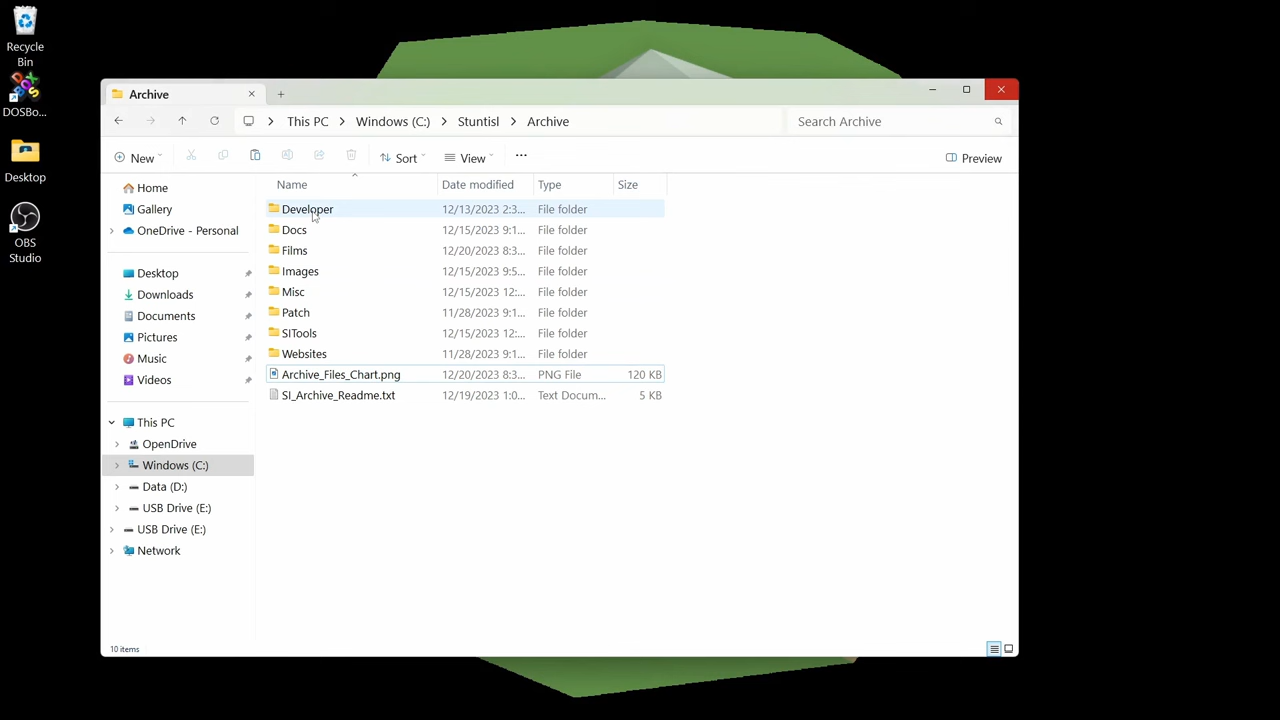 Recycle
Bin
DOSBo...
Desktop
OBS
Studio
Archive
This PC
Windows (C:)
Stuntisl
Archive
Search Archive
New
Sort
View
Preview
Name
Date modified
Type
Size
Home
Gallery
OneDrive - Personal
Desktop
Downloads
Documents
Pictures
Music
Videos
This PC
OpenDrive
Windows (C:)
Data (D:)
USB Drive (E:)
USB Drive (E:)
Network
Developer 12/13/2023 2:3... File folder
Docs 12/15/2023 9:1... File folder
Films 12/20/2023 8:3... File folder
Images 12/15/2023 9:5... File folder
Misc 12/15/2023 12:... File folder
Patch 11/28/2023 9:1... File folder
SITools 12/15/2023 12:... File folder
Websites 11/28/2023 9:1... File folder
Archive_Files_Chart.png 12/20/2023 8:3... PNG File 120 KB
SI_Archive_Readme.txt 12/19/2023 1:0... Text Docum... 5 KB
10 items